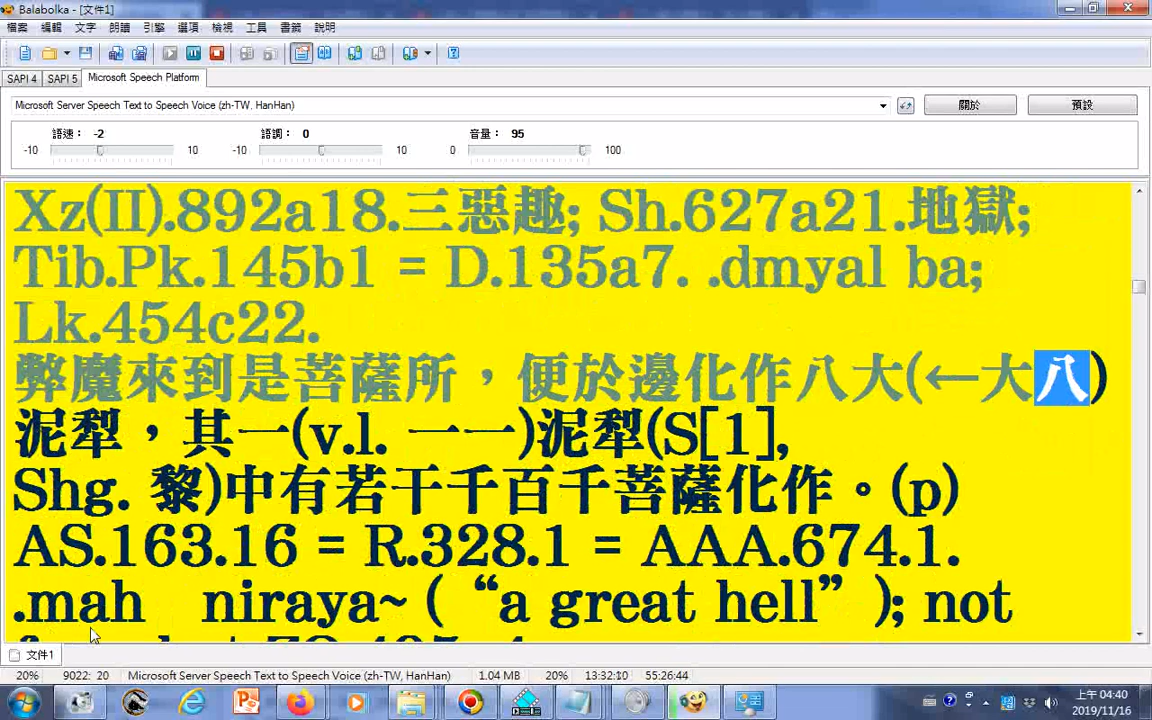 Balabolka - [文件1]
檔案 編輯 文字 朗讀 引擎 選項 檢視 工具 書籤 說明
SAPI 4 SAPI 5 Microsoft Speech Platform
Microsoft Server Speech Text to Speech Voice (zh-TW, HanHan) 關於 預設
語速： -2 語調： 0 音量： 95
-10 10 -10 10 0 100
Xz(II).892a18.三惡趣; Sh.627a21.地獄;
Tib.Pk.145b1 = D.135a7. .dmyal ba;
Lk.454c22.
弊魔來到是菩薩所，便於邊化作八大(←大八)
泥犁，其一(v.l. 一一)泥犁(S[1],
Shg. 黎)中有若干千百千菩薩化作。(p)
AS.163.16 = R.328.1 = AAA.674.1.
.mah niraya~ (“a great hell”); not
文件1
20% 9022: 20 Microsoft Server Speech Text to Speech Voice (zh-TW, HanHan) 1.04 MB 20% 13:32:10 55:26:44
上午 04:40
2019/11/16